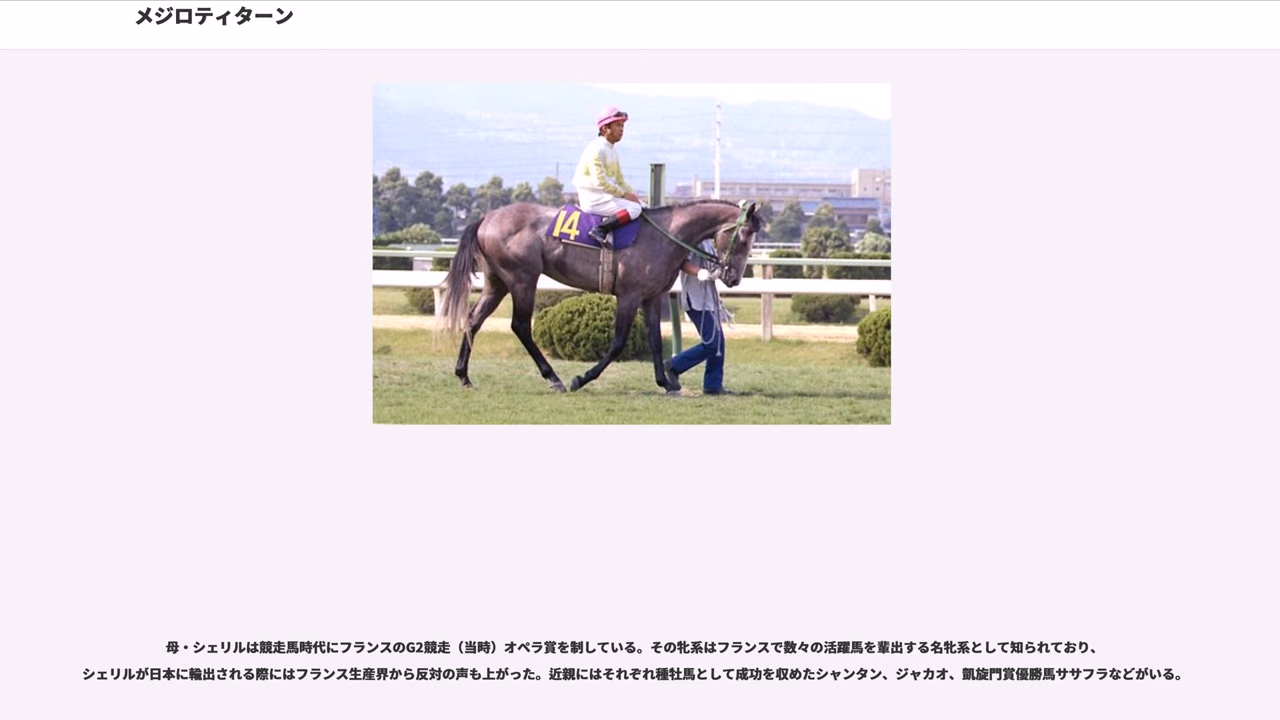 メジロティターン
14
母・シェリルは競走馬時代にフランスのG2競走（当時）オペラ賞を制している。その牝系はフランスで数々の活躍馬を輩出する名牝系として知られており、
シェリルが日本に輸出される際にはフランス生産界から反対の声も上がった。近親にはそれぞれ種牡馬として成功を収めたシャンタン、ジャカオ、凱旋門賞優勝馬ササフラなどがいる。